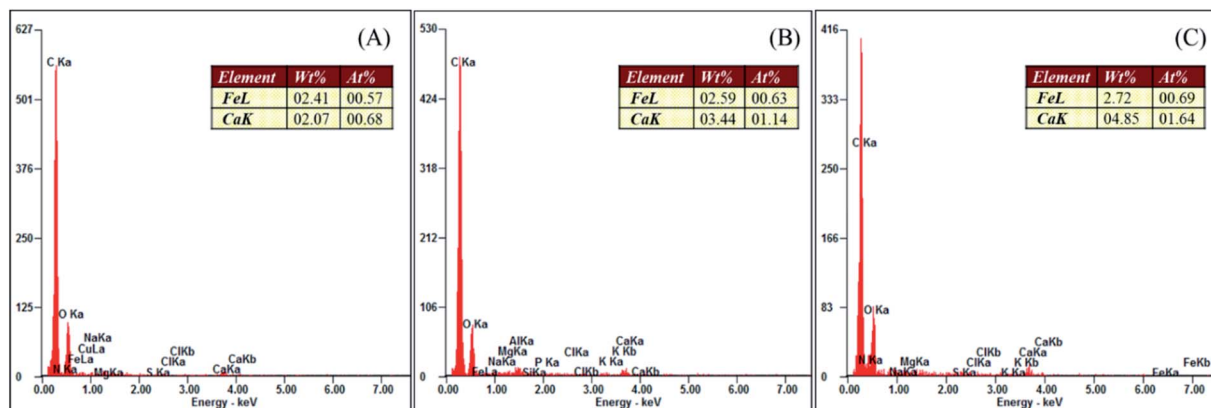 (A)
627
501
376
250
125
0
C Ka
O Ka
N Ka
FeLa
CuLa
NaKa
MgKa
S Ka
ClKa
ClKb
CaKa
CaKb
Element Wt% At%
FeL 02.41 00.57
CaK 02.07 00.68
0.00 1.00 2.00 3.00 4.00 5.00 6.00 7.00
Energy - keV
(B)
530
424
318
212
106
0
C Ka
O Ka
FeLa
NaKa
MgKa
AlKa
SiKa
P Ka
ClKa
ClKb
K Ka
K Kb
CaKa
CaKb
Element Wt% At%
FeL 02.59 00.63
CaK 03.44 01.14
0.00 1.00 2.00 3.00 4.00 5.00 6.00 7.00
Energy - keV
(C)
416
333
250
166
83
0
C Ka
O Ka
N Ka
NaKa
MgKa
S Ka
ClKa
ClKb
K Ka
K Kb
CaKa
CaKb
FeKa
FeKb
Element Wt% At%
FeL 2.72 00.69
CaK 04.85 01.64
0.00 1.00 2.00 3.00 4.00 5.00 6.00 7.00
Energy - keV